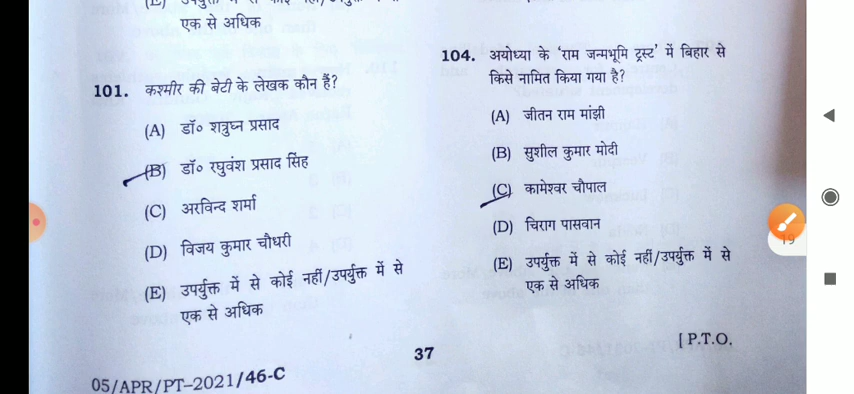 एक से अधिक
101. कश्मीर की बेटी के लेखक कौन हैं?
(A) डॉ० शत्रुघ्न प्रसाद
(B) डॉ० रघुवंश प्रसाद सिंह
(C) अरविन्द शर्मा
(D) विजय कुमार चौधरी
(E) उपर्युक्त में से कोई नहीं/उपर्युक्त में से
एक से अधिक
104. अयोध्या के ‘राम जन्मभूमि ट्रस्ट’ में बिहार से
किसे नामित किया गया है?
(A) जीतन राम मांझी
(B) सुशील कुमार मोदी
(C) कामेश्वर चौपाल
(D) चिराग पासवान
(E) उपर्युक्त में से कोई नहीं/उपर्युक्त में से
एक से अधिक
19
37
[ P.T.O.
05/APR/PT–2021/46-C